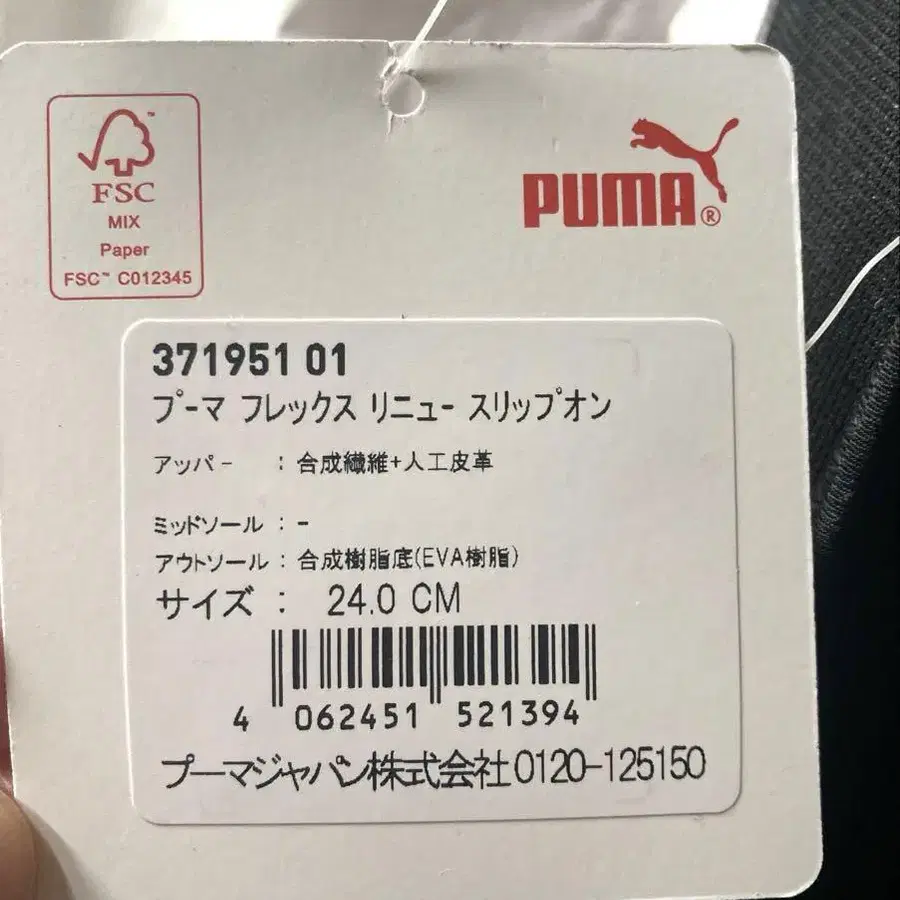 FSC™
MIX
Paper
FSC™ C012345
PUMA®
371951 01
プーマ フレックス リニュー スリップオン
アッパー : 合成繊維+人工皮革
ミッドソール : -
アウトソール : 合成樹脂底(EVA樹脂)
サイズ : 24.0 CM
4 062451 521394
プーマジャパン株式会社0120-125150